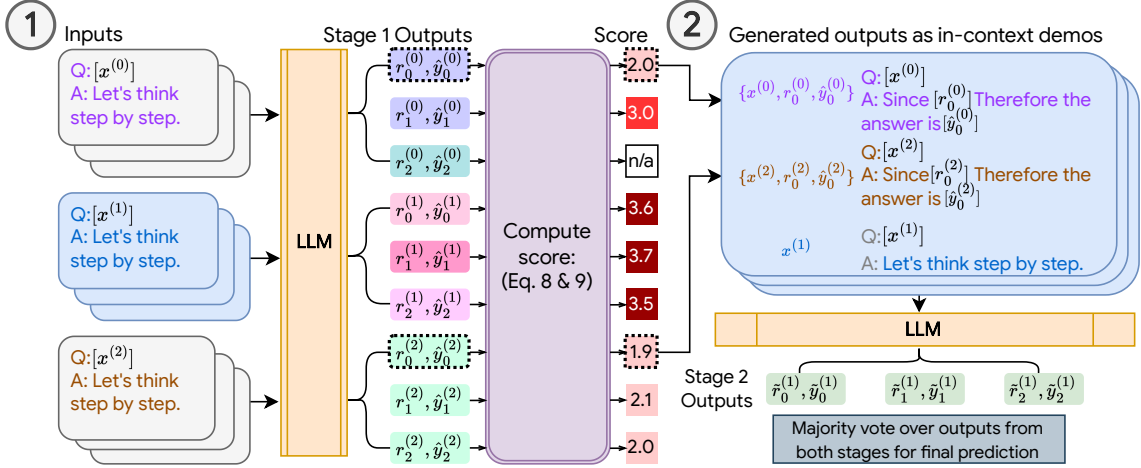 1
Inputs
Q:[x^(0)]
A: Let's think
step by step.
Q:[x^(1)]
A: Let's think
step by step.
Q:[x^(2)]
A: Let's think
step by step.
LLM
Stage 1 Outputs
r_0^(0), ŷ_0^(0)
r_1^(0), ŷ_1^(0)
r_2^(0), ŷ_2^(0)
r_0^(1), ŷ_0^(1)
r_1^(1), ŷ_1^(1)
r_2^(1), ŷ_2^(1)
r_0^(2), ŷ_0^(2)
r_1^(2), ŷ_1^(2)
r_2^(2), ŷ_2^(2)
Compute
score:
(Eq. 8 & 9)
Score
2.0
3.0
n/a
3.6
3.7
3.5
1.9
2.1
2.0
2
Generated outputs as in-context demos
{x^(0), r_0^(0), ŷ_0^(0)}
Q:[x^(0)]
A: Since [r_0^(0)] Therefore the
answer is [ŷ_0^(0)]
{x^(2), r_0^(2), ŷ_0^(2)}
Q:[x^(2)]
A: Since [r_0^(2)] Therefore the
answer is [ŷ_0^(2)]
x^(1)
Q:[x^(1)]
A: Let's think step by step.
LLM
Stage 2
Outputs
r̃_0^(1), ỹ_0^(1)
r̃_1^(1), ỹ_1^(1)
r̃_2^(1), ỹ_2^(1)
Majority vote over outputs from
both stages for final prediction